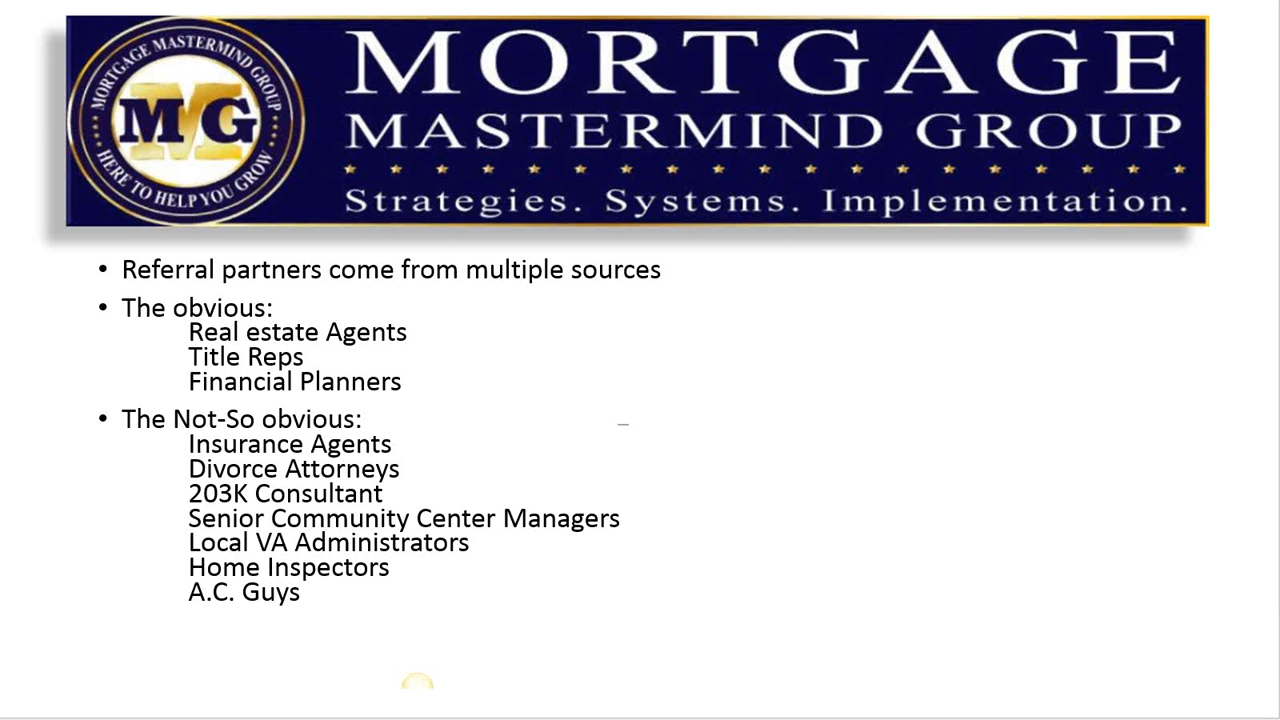 MORTGAGE MASTERMIND GROUP
MG
HERE TO HELP YOU GROW
MORTGAGE
MASTERMIND GROUP
Strategies. Systems. Implementation.
• Referral partners come from multiple sources
• The obvious:
Real estate Agents
Title Reps
Financial Planners
• The Not-So obvious:
Insurance Agents
Divorce Attorneys
203K Consultant
Senior Community Center Managers
Local VA Administrators
Home Inspectors
A.C. Guys